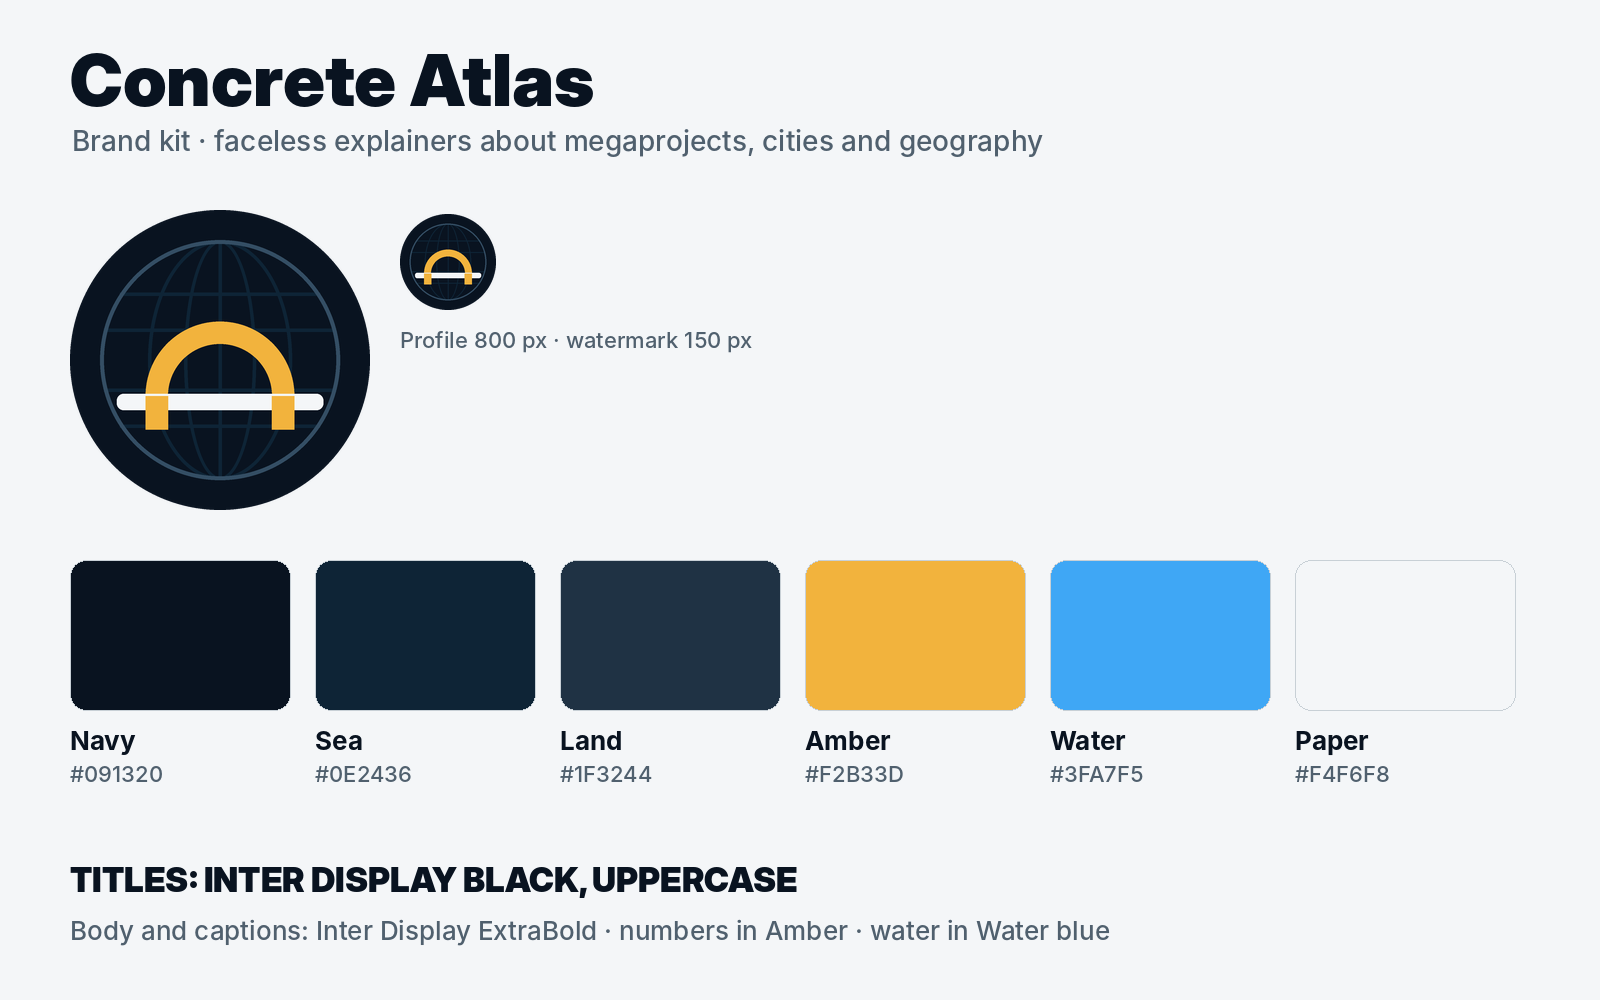 Concrete Atlas
Brand kit · faceless explainers about megaprojects, cities and geography
Profile 800 px · watermark 150 px
Navy
#091320
Sea
#0E2436
Land
#1F3244
Amber
#F2B33D
Water
#3FA7F5
Paper
#F4F6F8
TITLES: INTER DISPLAY BLACK, UPPERCASE
Body and captions: Inter Display ExtraBold · numbers in Amber · water in Water blue